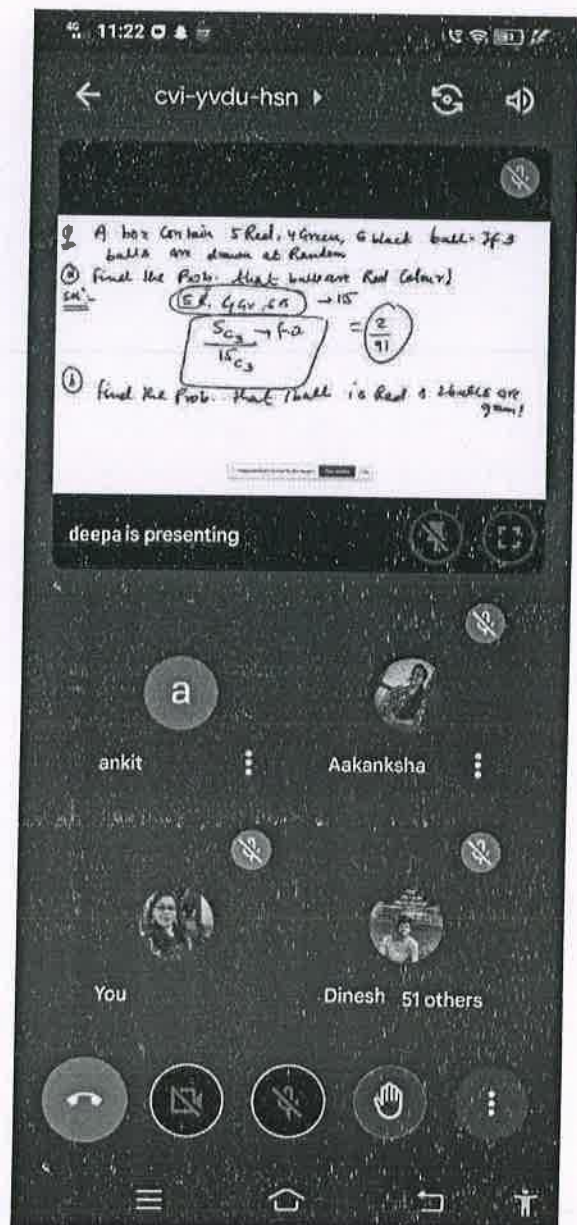 4G 11:22
cvi-yvdu-hsn
Q A box Contain 5 Red, 4 Green, 6 black ball. If 3
balls are drawn at Random
(a) Find the Prob. that balls are Red Colour}
Solⁿ-
5R, 4Gr, 6B → 15
5C3 → f.a = 2/91
15C3
(b) find the Prob. that 1 ball is Red & 2 balls are
green!
deepa is presenting
a
ankit Aakanksha
You Dinesh 51 others